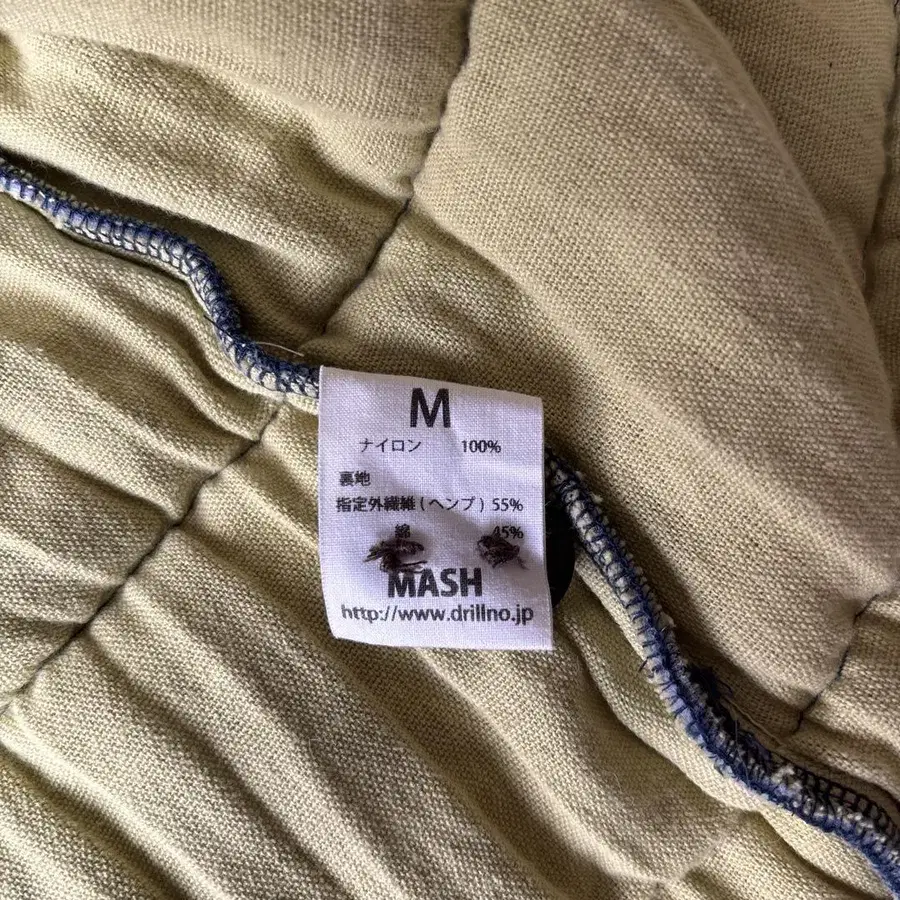 M
ナイロン 100%
裏地
指定外繊維 ( ヘンプ ) 55%
綿 45%
MASH
http://www.drillno.jp